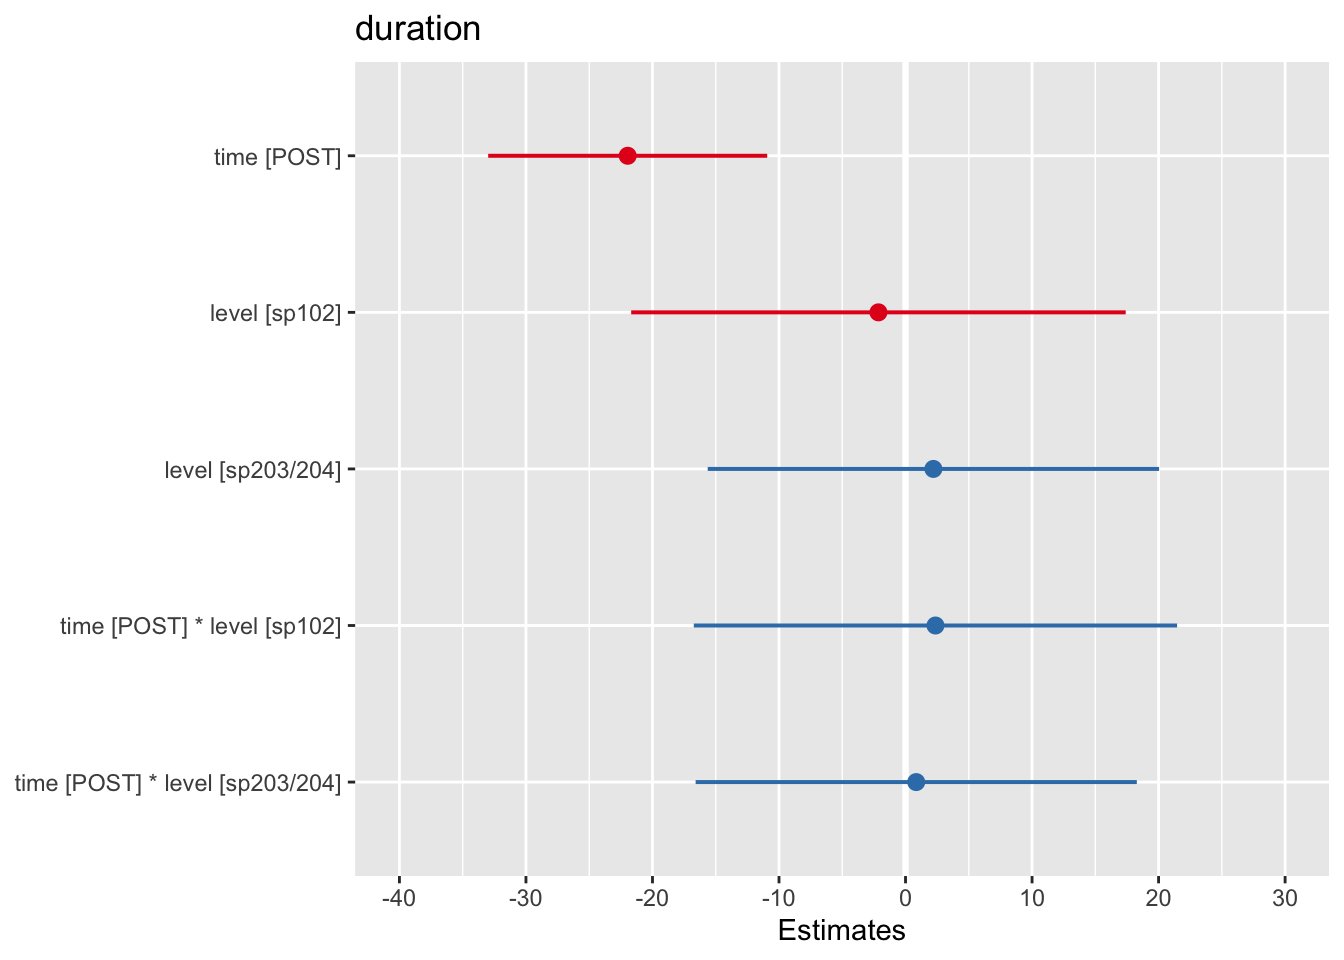 duration
time [POST]
level [sp102]
level [sp203/204]
time [POST] * level [sp102]
time [POST] * level [sp203/204]
-40 -30 -20 -10 0 10 20 30
Estimates